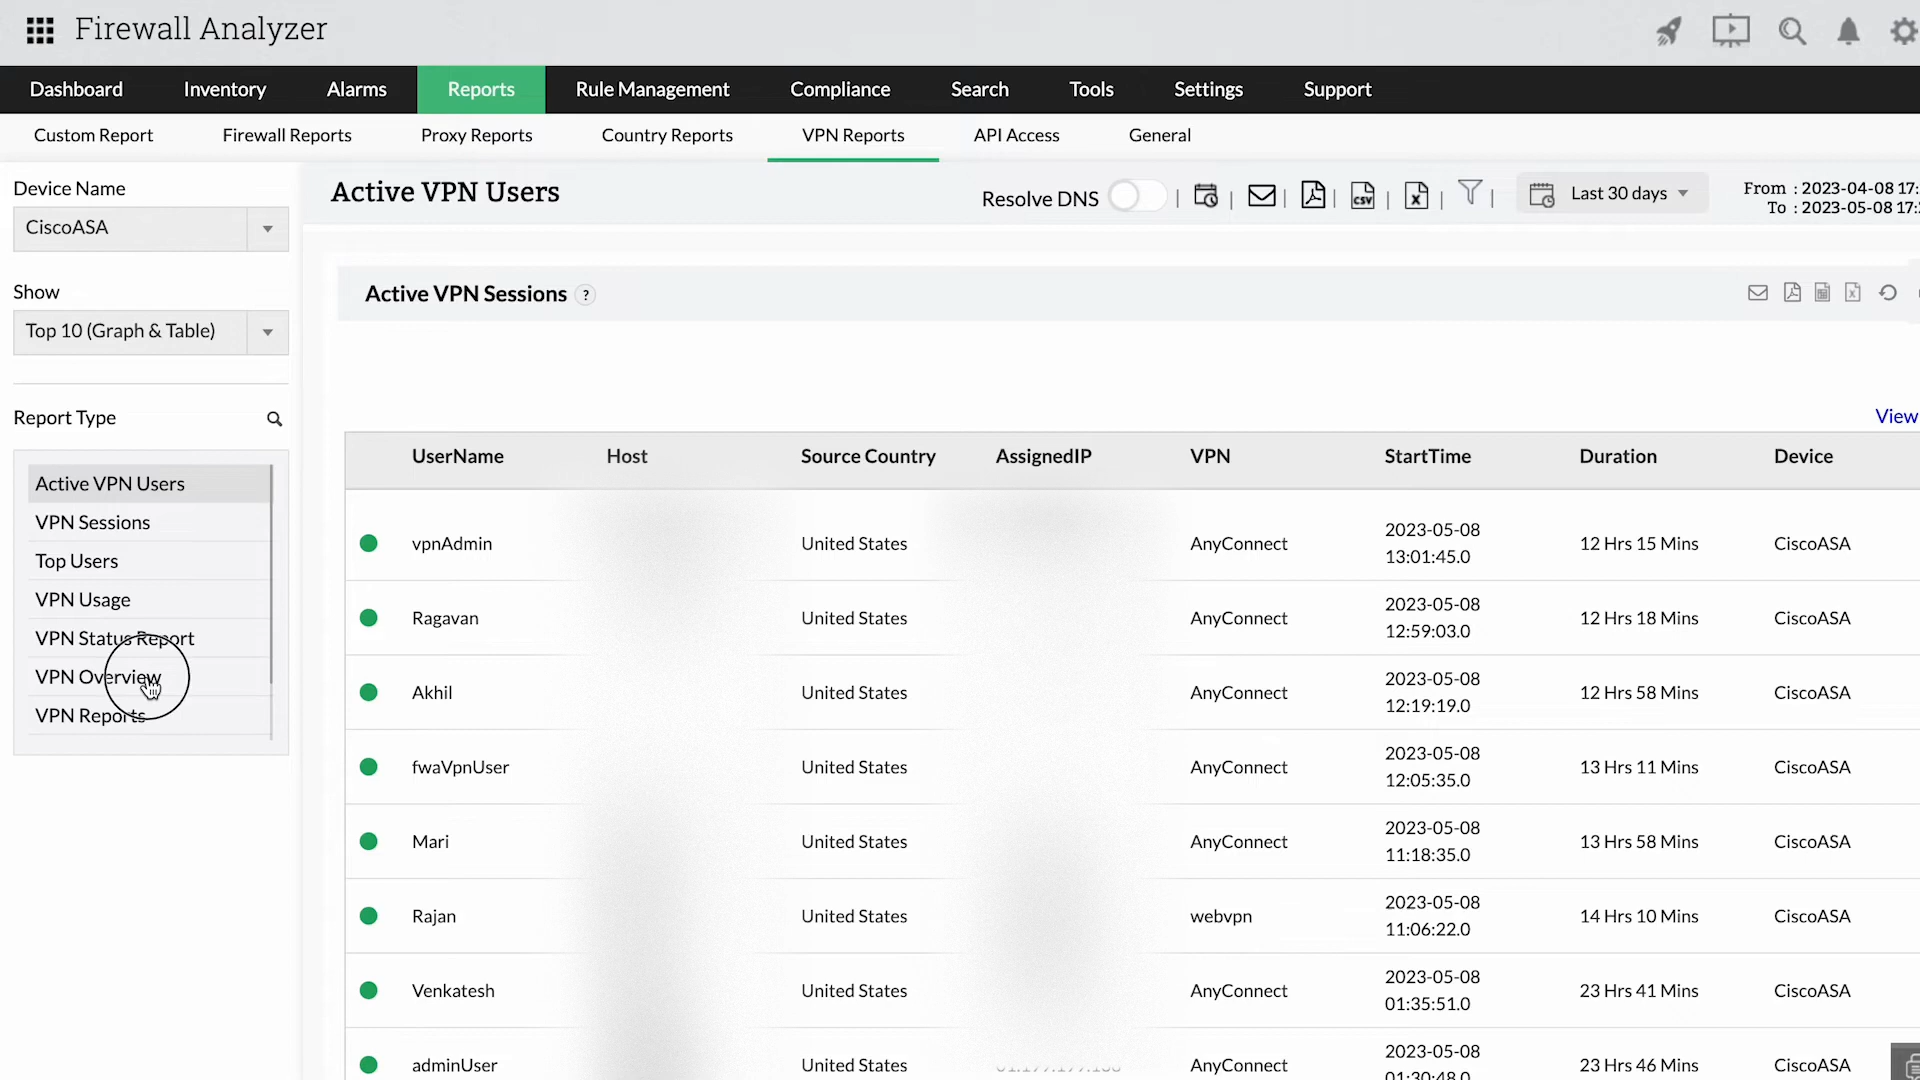 Firewall Analyzer
Dashboard Inventory Alarms Reports Rule Management Compliance Search Tools Settings Support
Custom Report Firewall Reports Proxy Reports Country Reports VPN Reports API Access General
Device Name
CiscoASA
Show
Top 10 (Graph & Table)
Report Type
Active VPN Users
VPN Sessions
Top Users
VPN Usage
VPN Status Report
VPN Overview
VPN Reports
Active VPN Users
Resolve DNS | | | | CSV | X | | Last 30 days
From : 2023-04-08 17:
To : 2023-05-08 17:
Active VPN Sessions ?
View
UserName Host Source Country AssignedIP VPN StartTime Duration Device
vpnAdmin United States AnyConnect 2023-05-08 13:01:45.0 12 Hrs 15 Mins CiscoASA
Ragavan United States AnyConnect 2023-05-08 12:59:03.0 12 Hrs 18 Mins CiscoASA
Akhil United States AnyConnect 2023-05-08 12:19:19.0 12 Hrs 58 Mins CiscoASA
fwaVpnUser United States AnyConnect 2023-05-08 12:05:35.0 13 Hrs 11 Mins CiscoASA
Mari United States AnyConnect 2023-05-08 11:18:35.0 13 Hrs 58 Mins CiscoASA
Rajan United States webvpn 2023-05-08 11:06:22.0 14 Hrs 10 Mins CiscoASA
Venkatesh United States AnyConnect 2023-05-08 01:35:51.0 23 Hrs 41 Mins CiscoASA
adminUser United States AnyConnect 2023-05-08 01:30:48.0 23 Hrs 46 Mins CiscoASA